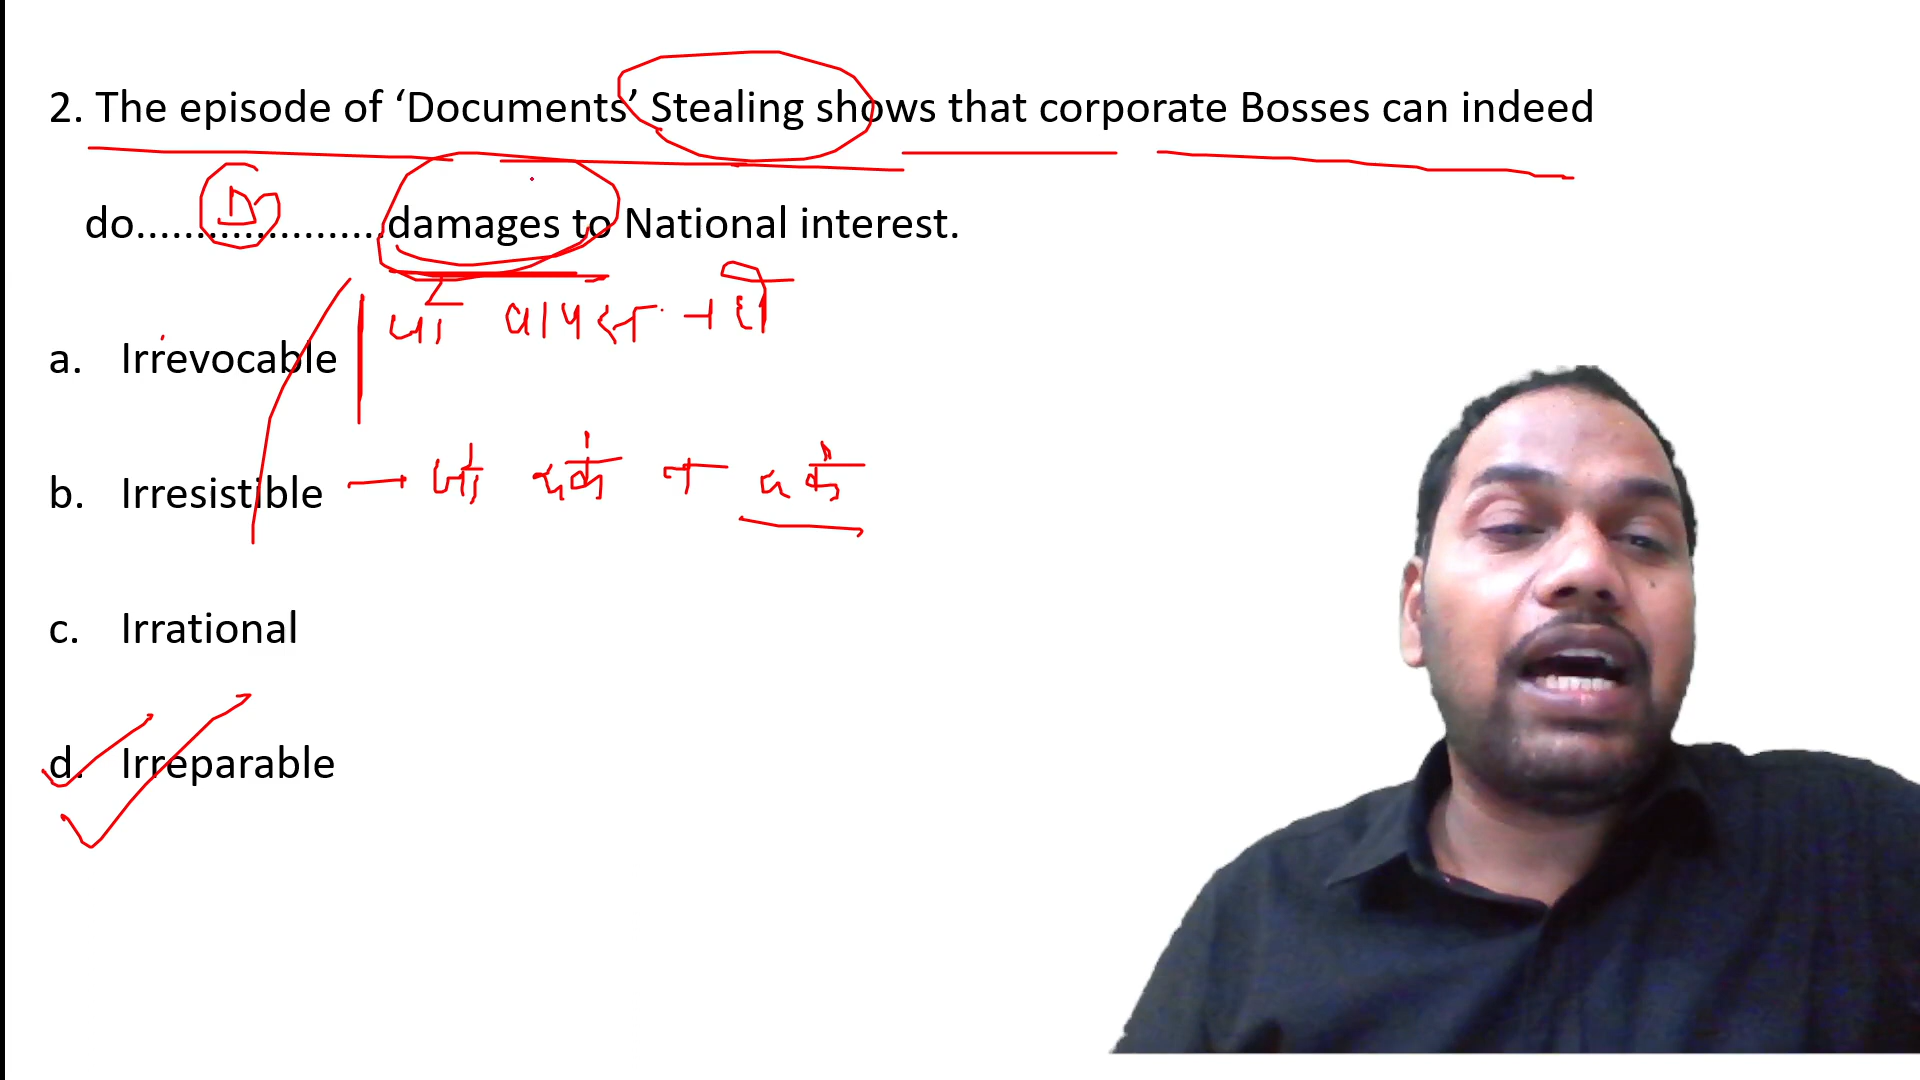 2. The episode of ‘Documents’ Stealing shows that corporate Bosses can indeed
do.....................damages to National interest.
D
a. Irrevocable
b. Irresistible
c. Irrational
d. Irreparable